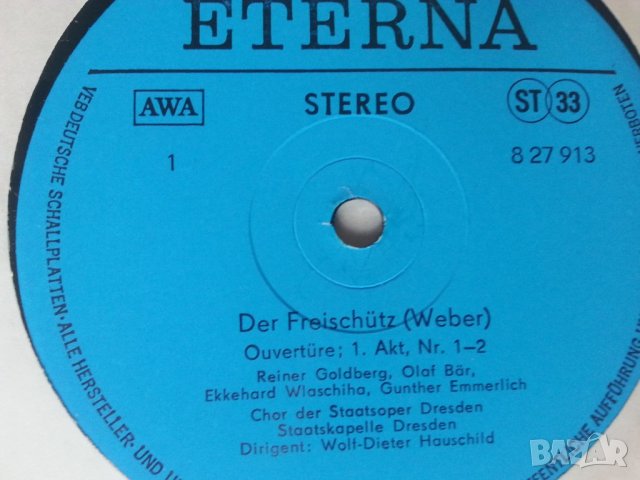 ETERNA
AWA
STEREO
ST 33
1
8 27 913
Der Freischütz (Weber)
Ouvertüre; 1. Akt, Nr. 1–2
Reiner Goldberg, Olaf Bär,
Ekkehard Wlaschiha, Gunther Emmerlich
Chor der Staatsoper Dresden
Staatskapelle Dresden
Dirigent: Wolf-Dieter Hauschild
VEB DEUTSCHE SCHALLPLATTEN · ALLE HERSTELLER- UND
AUFFÜHRUNG
BAZAR